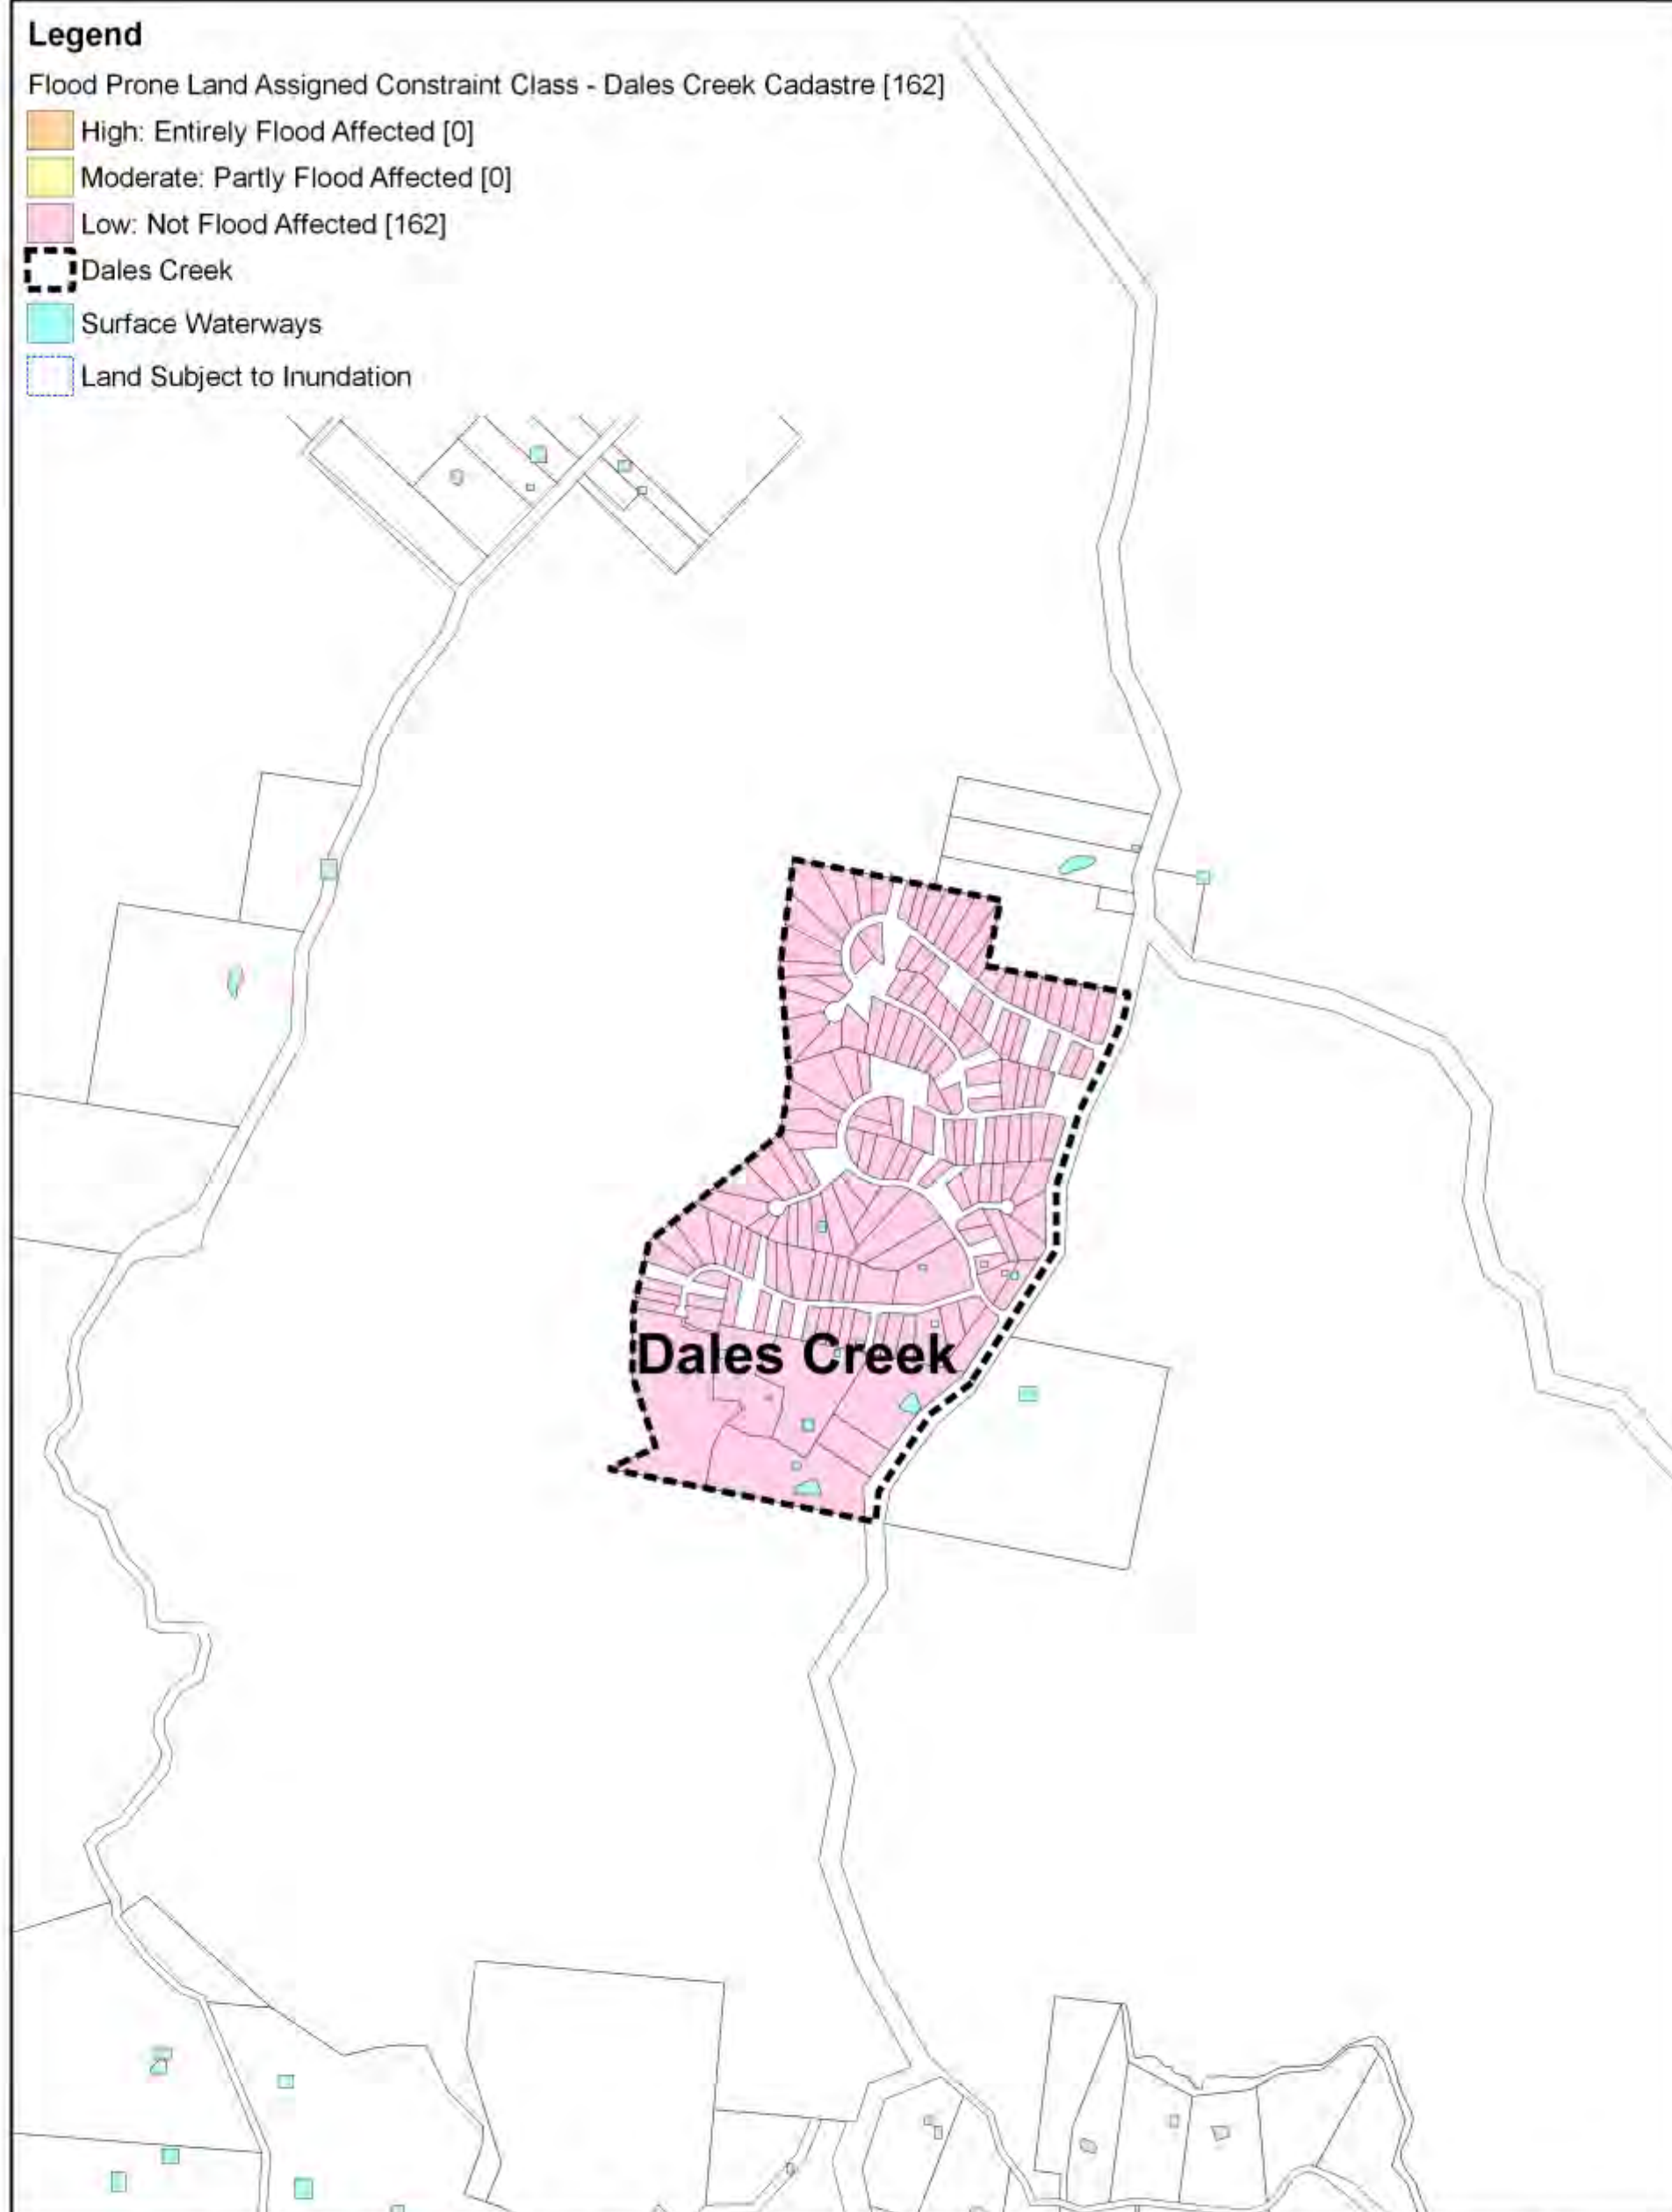 Legend
Flood Prone Land Assigned Constraint Class - Dales Creek Cadastre [162]
High: Entirely Flood Affected [0]
Moderate: Partly Flood Affected [0]
Low: Not Flood Affected [162]
Dales Creek
Surface Waterways
Land Subject to Inundation
Dales Creek